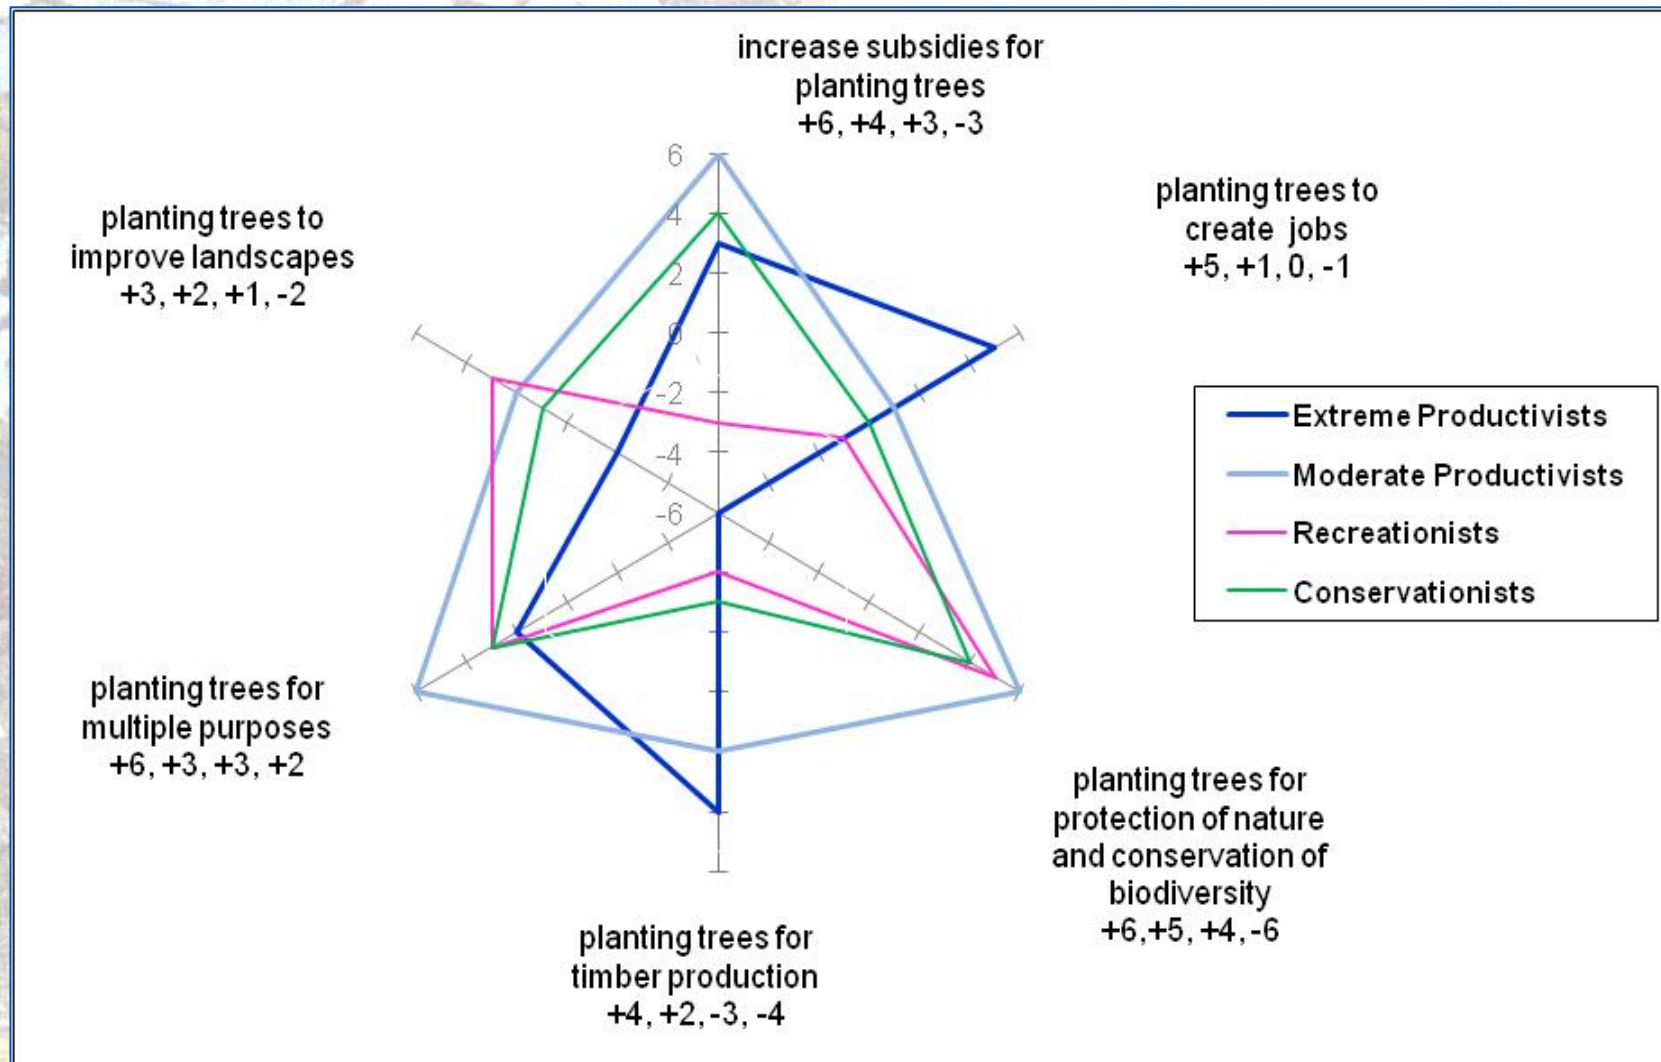 increase subsidies for
planting trees
+6, +4, +3, -3
planting trees to
create jobs
+5, +1, 0, -1
planting trees to
improve landscapes
+3, +2, +1, -2
6
4
2
0
-2
-4
-6
Extreme Productivists
Moderate Productivists
Recreationists
Conservationists
planting trees for
multiple purposes
+6, +3, +3, +2
planting trees for
protection of nature
and conservation of
biodiversity
+6,+5, +4,-6
planting trees for
timber production
+4, +2, -3, -4